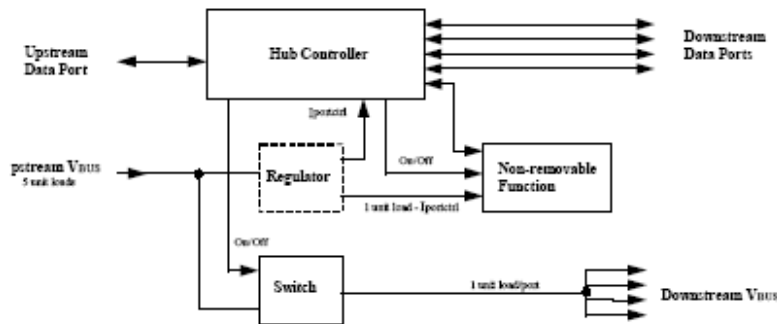 Upstream
Data Port
Hub Controller
Downstream
Data Ports
Iportctrl
pstream VBUS
5 unit loads
Regulator
On/Off
Non-removable
Function
1 unit load - Iportctrl
On/Off
Switch
1 unit load/port
Downstream VBUS